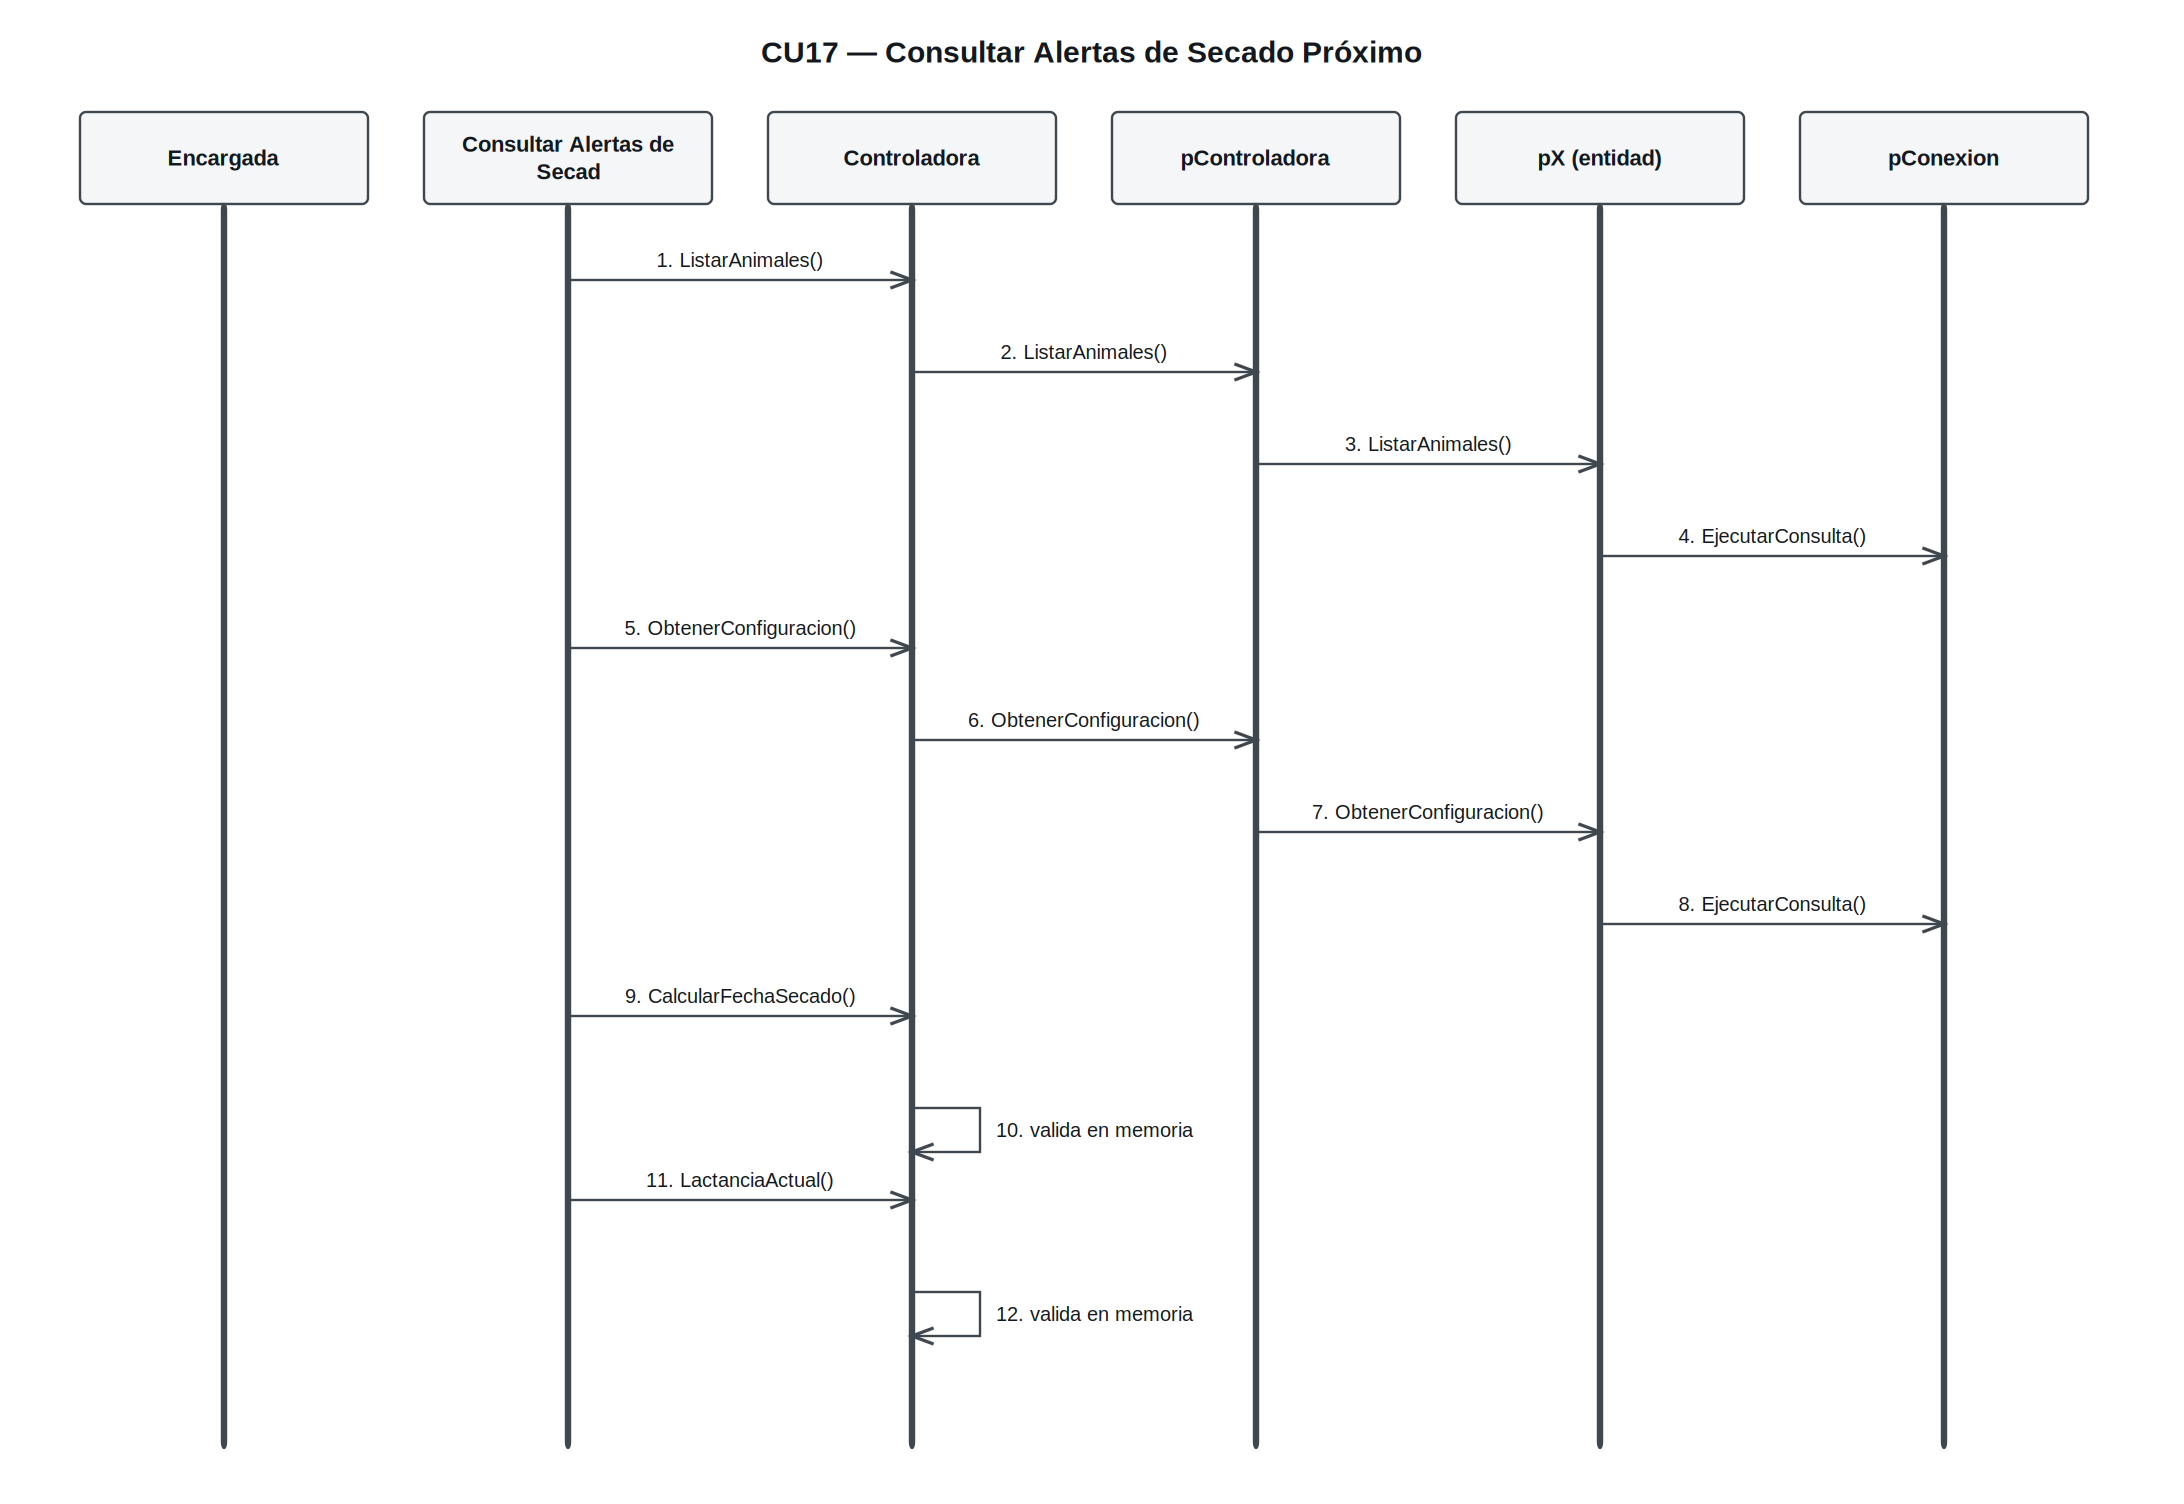 CU17 — Consultar Alertas de Secado Próximo
Encargada
Consultar Alertas de
Secad
Controladora
pControladora
pX (entidad)
pConexion
1. ListarAnimales()
2. ListarAnimales()
3. ListarAnimales()
4. EjecutarConsulta()
5. ObtenerConfiguracion()
6. ObtenerConfiguracion()
7. ObtenerConfiguracion()
8. EjecutarConsulta()
9. CalcularFechaSecado()
10. valida en memoria
11. LactanciaActual()
12. valida en memoria